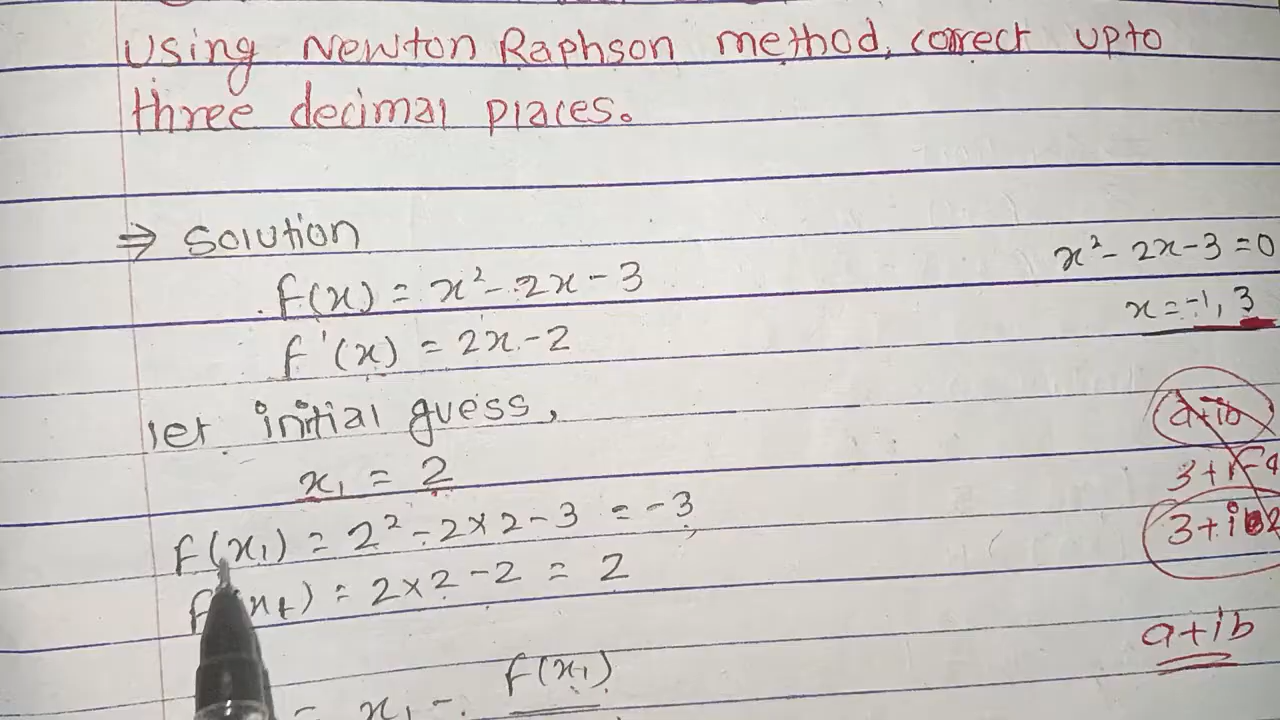 Using Newton Raphson method, correct upto
three decimal places.
⇒ Solution
f(x) = x² - 2x - 3
x² - 2x - 3 = 0
x = -1, 3
f'(x) = 2x - 2
let initial guess,
a+ib
x₁ = 2
f(x₁) = 2² - 2×2 - 3 = -3
3+i
f'(x₁) = 2×2 - 2 = 2
a+ib
= x₁ - f(x₁)